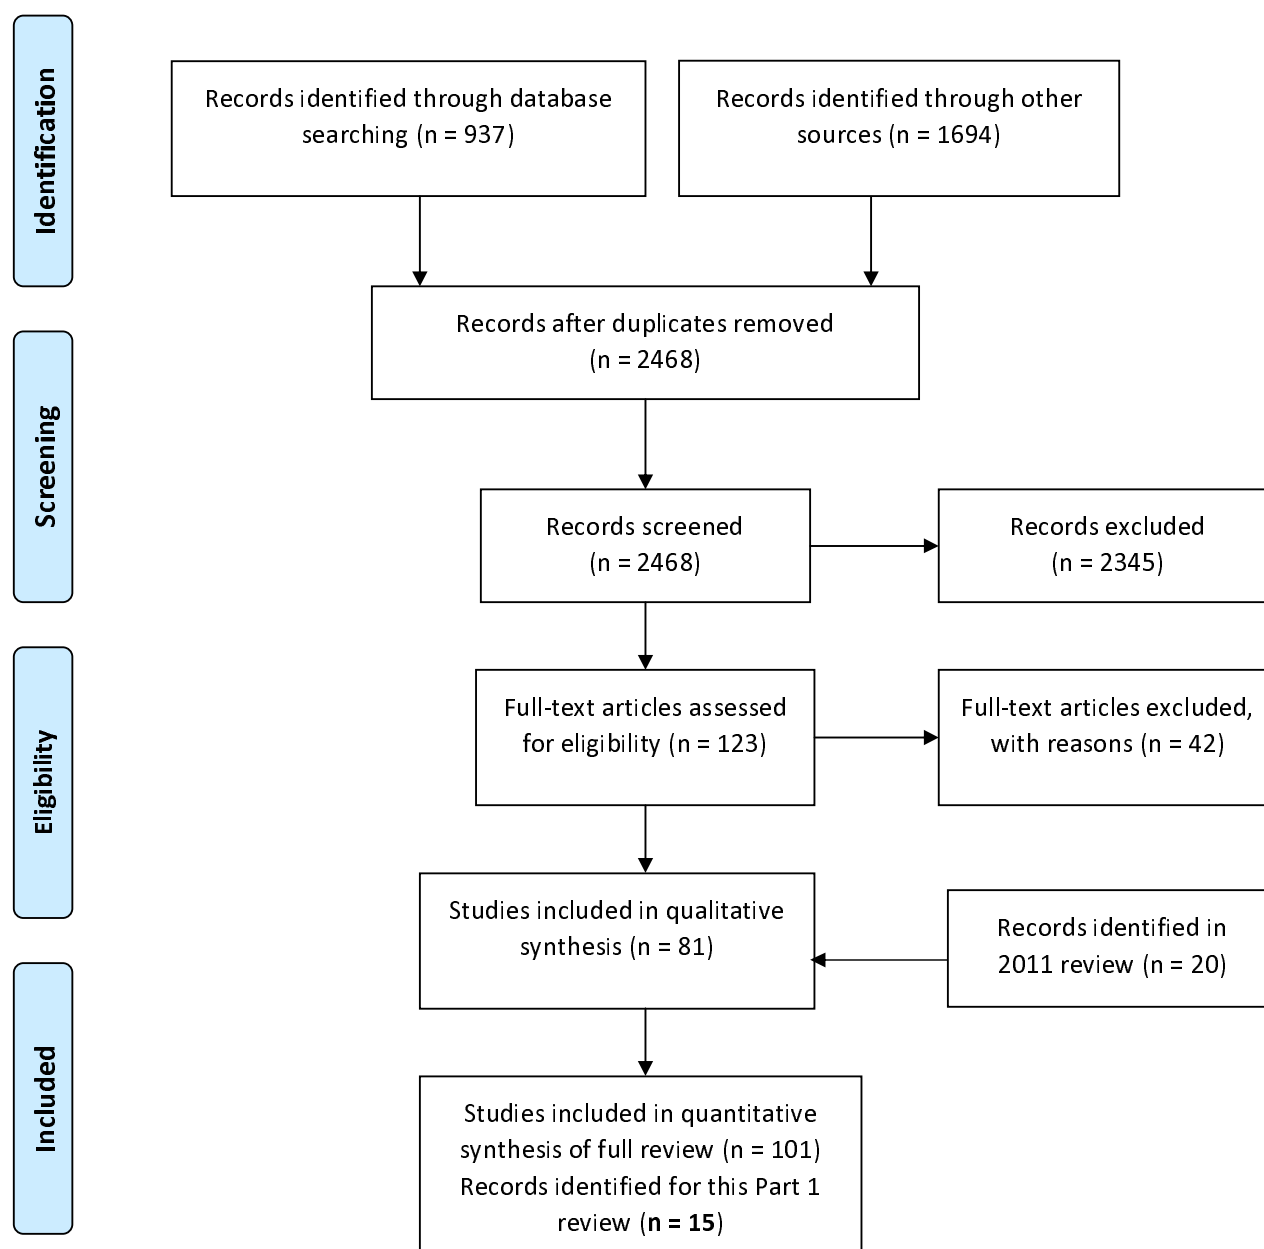 Identification
Records identified through database
searching (n = 937)
Records identified through other
sources (n = 1694)
Records after duplicates removed
(n = 2468)
Screening
Records screened
(n = 2468)
Records excluded
(n = 2345)
Eligibility
Full-text articles assessed
for eligibility (n = 123)
Full-text articles excluded,
with reasons (n = 42)
Studies included in qualitative
synthesis (n = 81)
Records identified in
2011 review (n = 20)
Included
Studies included in quantitative
synthesis of full review (n = 101)
Records identified for this Part 1
review (n = 15)